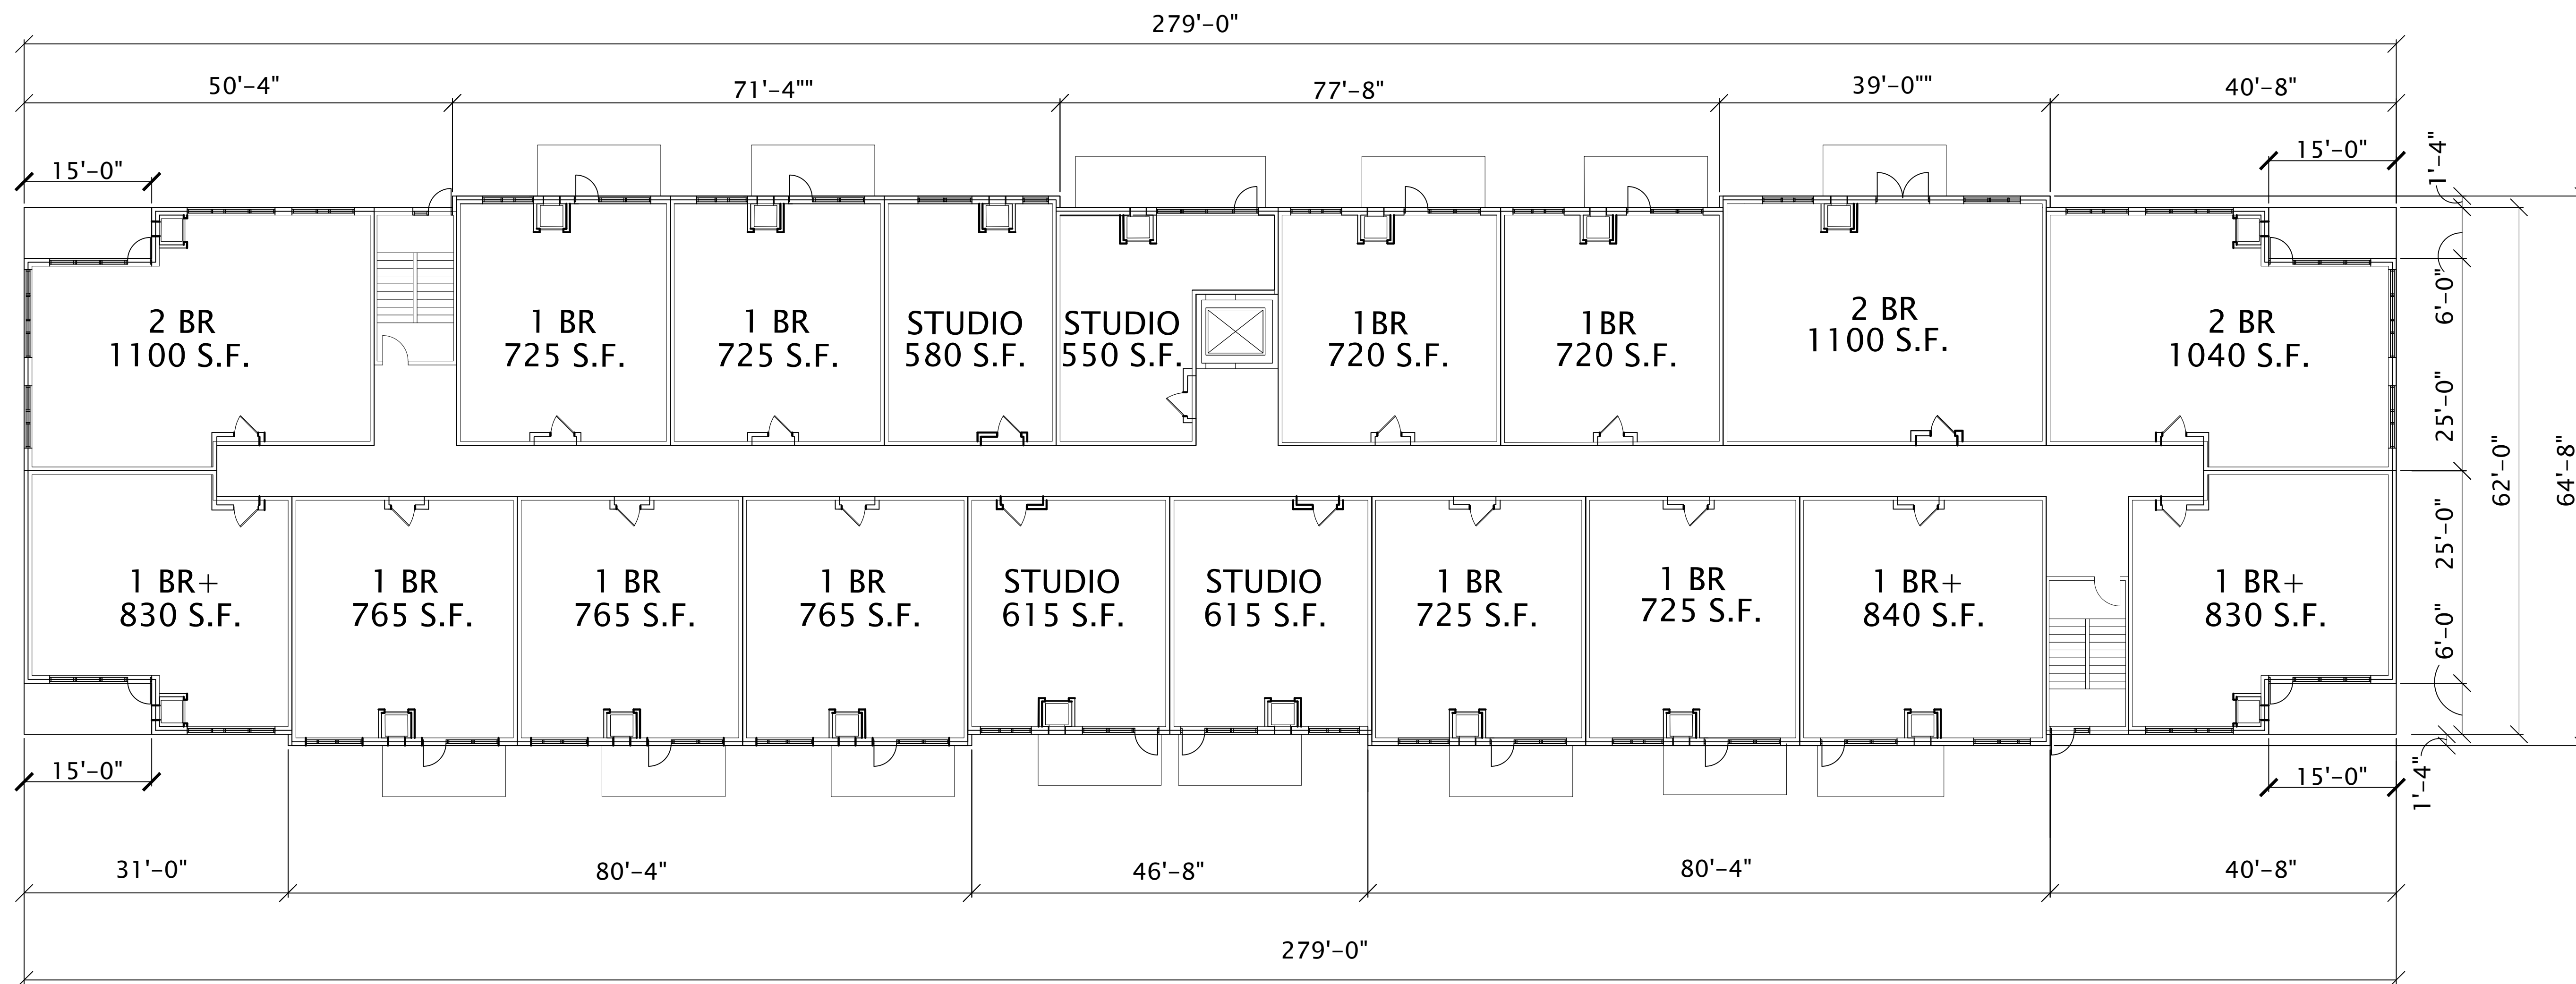 279'-0"
50'-4"
71'-4""
77'-8"
39'-0""
40'-8"
15'-0"
15'-0"
1'-4"
2 BR
1100 S.F.
1 BR
725 S.F.
1 BR
725 S.F.
STUDIO
580 S.F.
STUDIO
550 S.F.
1BR
720 S.F.
1BR
720 S.F.
2 BR
1100 S.F.
2 BR
1040 S.F.
6'-0"
25'-0"
62'-0"
64'-8"
25'-0"
6'-0"
1 BR+
830 S.F.
1 BR
765 S.F.
1 BR
765 S.F.
1 BR
765 S.F.
STUDIO
615 S.F.
STUDIO
615 S.F.
1 BR
725 S.F.
1 BR
725 S.F.
1 BR+
840 S.F.
1 BR+
830 S.F.
15'-0"
15'-0"
1'-4"
31'-0"
80'-4"
46'-8"
80'-4"
40'-8"
279'-0"